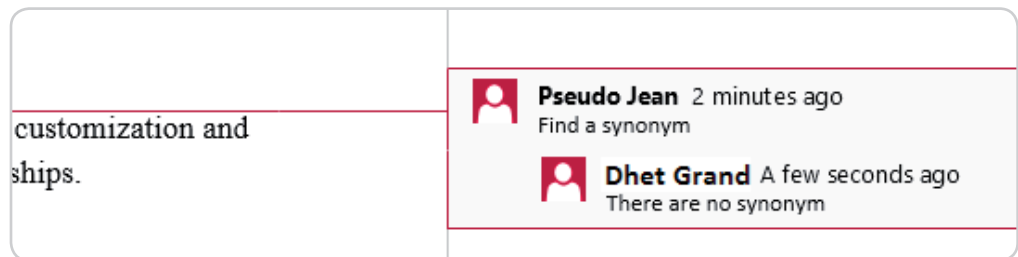 customization and
ships.
Pseudo Jean 2 minutes ago
Find a synonym
Dhet Grand A few seconds ago
There are no synonym